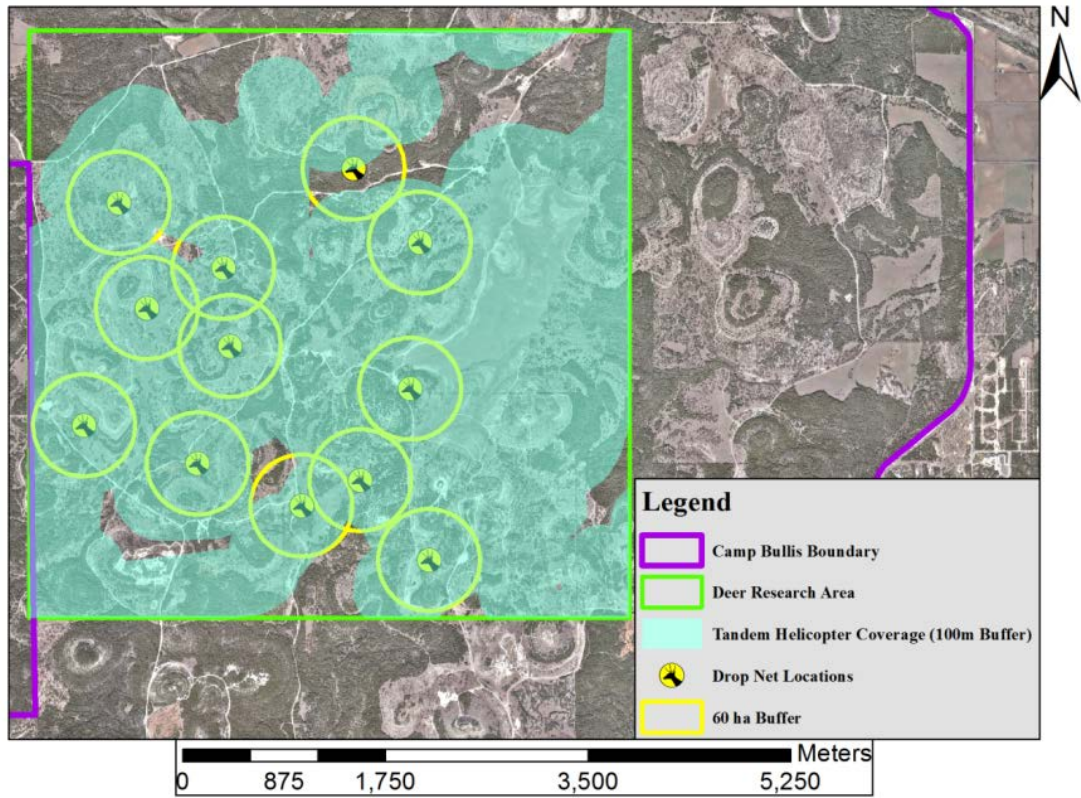 N
Legend
Camp Bullis Boundary
Deer Research Area
Tandem Helicopter Coverage (100m Buffer)
Drop Net Locations
60 ha Buffer
Meters
0 875 1,750 3,500 5,250